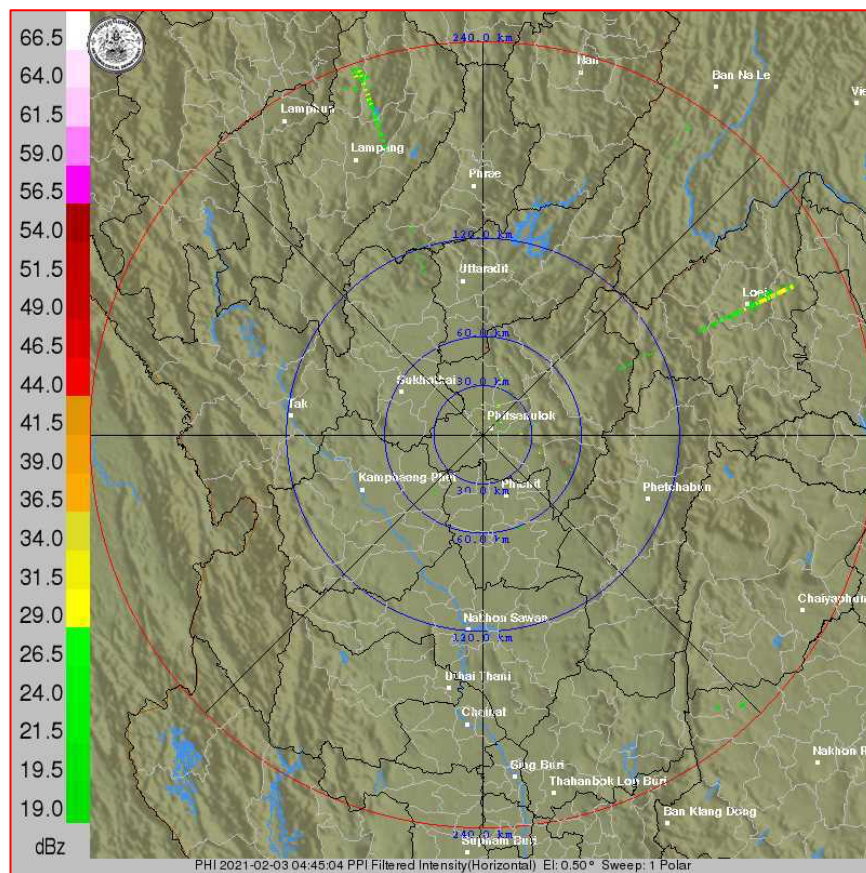 66.5
64.0
61.5
59.0
56.5
54.0
51.5
49.0
46.5
44.0
41.5
39.0
36.5
34.0
31.5
29.0
26.5
24.0
21.5
19.5
19.0
dBz
240.0 km
Nan
Ban Na Le
Vie
Lamphun
Lampang
Phrae
120.0 km
Uttaradit
Loei
60.0 km
30.0 km
Sukhothai
Tak
Phitsanulok
Kamphaeng Phet
Phichit
30.0 km
Phetchabun
60.0 km
Chaiyaphum
Nakhon Sawan
120.0 km
Uthai Thani
Chainat
Nakhon R
Sing Buri
Thahanbok Lop Buri
Ban Klang Dong
240.0 km
Suphan Buri
PHI 2021-02-03 04:45:04 PPI Filtered Intensity(Horizontal) El: 0.50° Sweep: 1 Polar